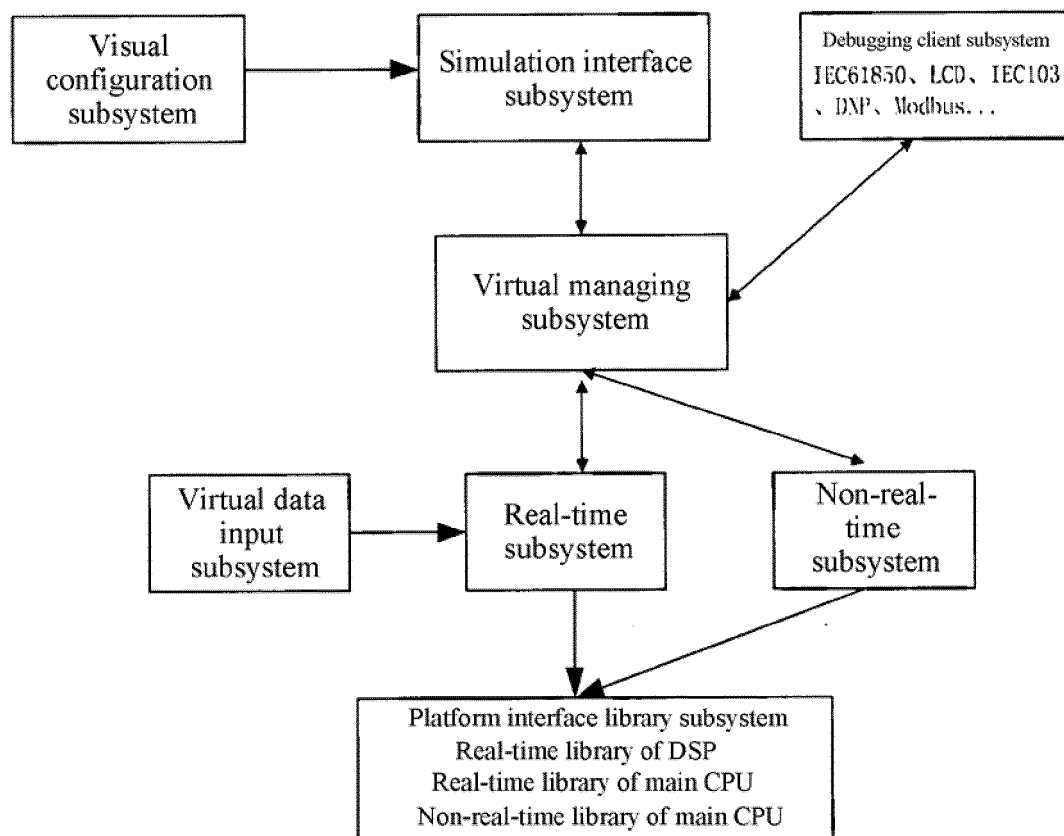 Visual
configuration
subsystem
Simulation interface
subsystem
Debugging client subsystem
IEC61850、LCD、IEC103
、DNP、Modbus...
Virtual managing
subsystem
Virtual data
input
subsystem
Real-time
subsystem
Non-real-
time
subsystem
Platform interface library subsystem
Real-time library of DSP
Real-time library of main CPU
Non-real-time library of main CPU